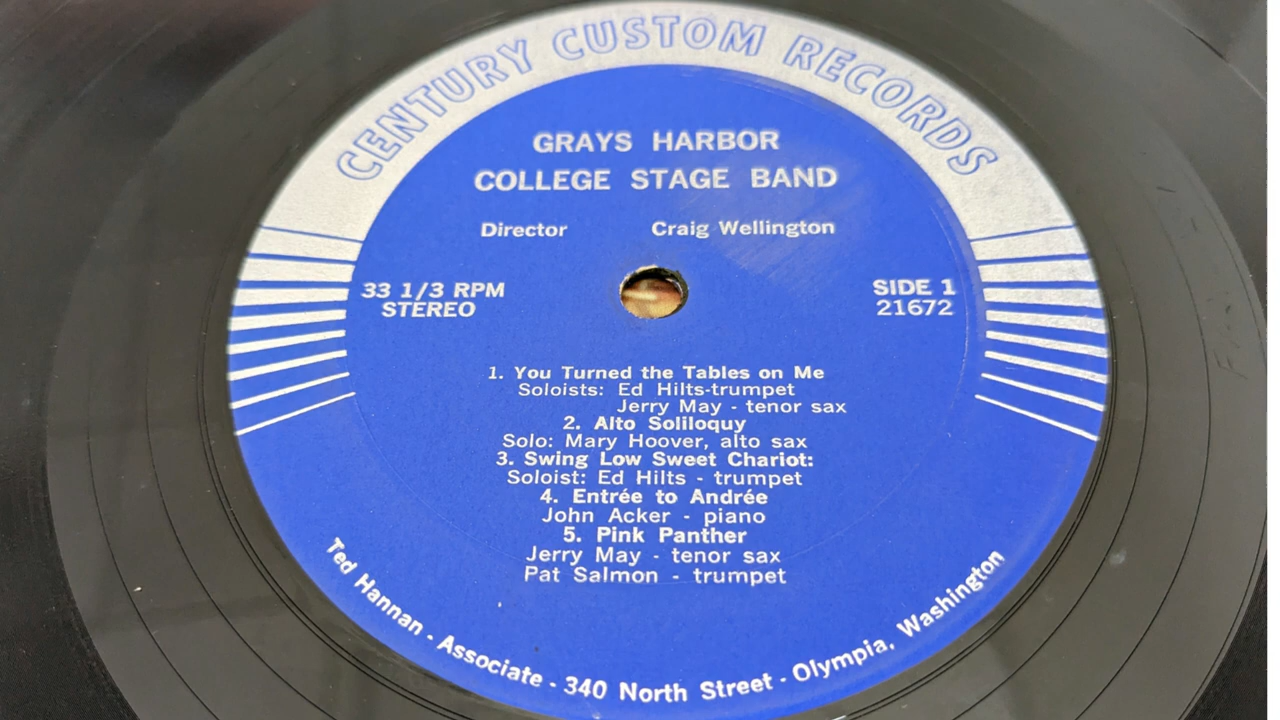 CENTURY CUSTOM RECORDS
GRAYS HARBOR
COLLEGE STAGE BAND
Director Craig Wellington
33 1/3 RPM
STEREO
SIDE 1
21672
1. You Turned the Tables on Me
Soloists: Ed Hilts-trumpet
Jerry May - tenor sax
2. Alto Soliloquy
Solo: Mary Hoover, alto sax
3. Swing Low Sweet Chariot:
Soloist: Ed Hilts - trumpet
4. Entrée to Andrée
John Acker - piano
5. Pink Panther
Jerry May - tenor sax
Pat Salmon - trumpet
Ted Hannan - Associate - 340 North Street - Olympia, Washington